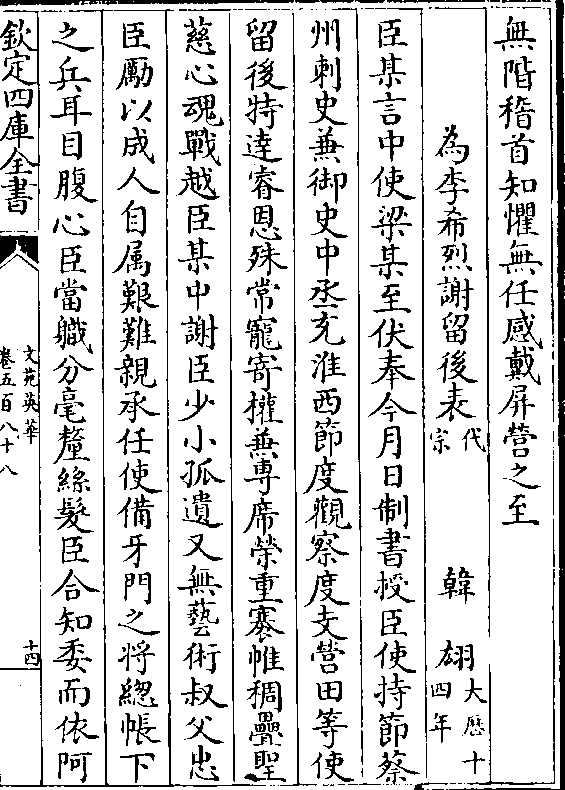 無階稽首知懼無任感戴屏營之至
為李希烈謝留後表代宗 韓翃大厯十四年
臣某言中使梁某至伏奉今月日制書授臣使持節蔡
州刺史兼御史中丞充淮西節度觀察度支營田等使
留後特達睿恩殊常寵寄權兼專席榮重褰帷稠疊聖
慈心魂戰越臣某中謝臣少小孤遺又無藝術叔父忠
臣勵以成人自属艱難親承任使備牙門之將緫帳下
之兵耳目腹心臣當職分毫釐絲髮臣合知委而依阿
欽定四庫全書
文苑英華
卷五百八十八
十四